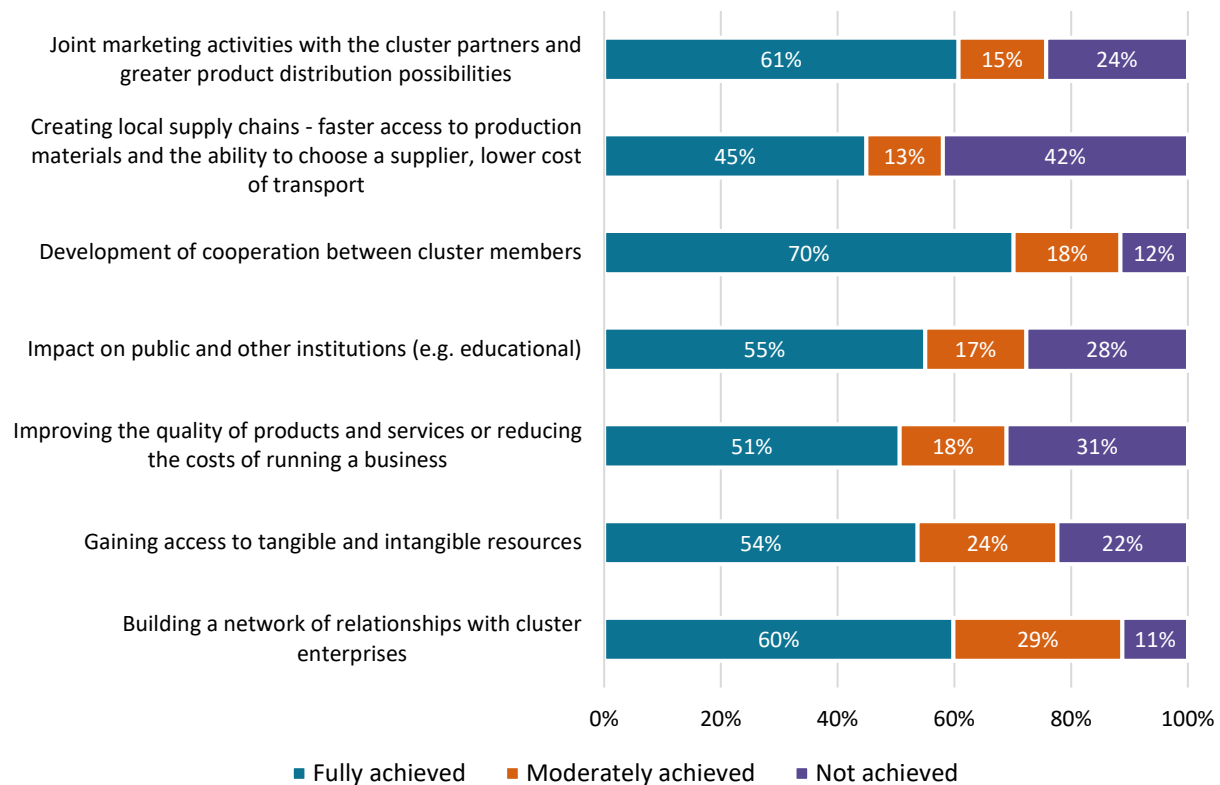 Joint marketing activities with the cluster partners and
greater product distribution possibilities
61% 15% 24%
Creating local supply chains - faster access to production
materials and the ability to choose a supplier, lower cost
of transport
45% 13% 42%
Development of cooperation between cluster members
70% 18% 12%
Impact on public and other institutions (e.g. educational)
55% 17% 28%
Improving the quality of products and services or reducing
the costs of running a business
51% 18% 31%
Gaining access to tangible and intangible resources
54% 24% 22%
Building a network of relationships with cluster
enterprises
60% 29% 11%
0% 20% 40% 60% 80% 100%
Fully achieved Moderately achieved Not achieved